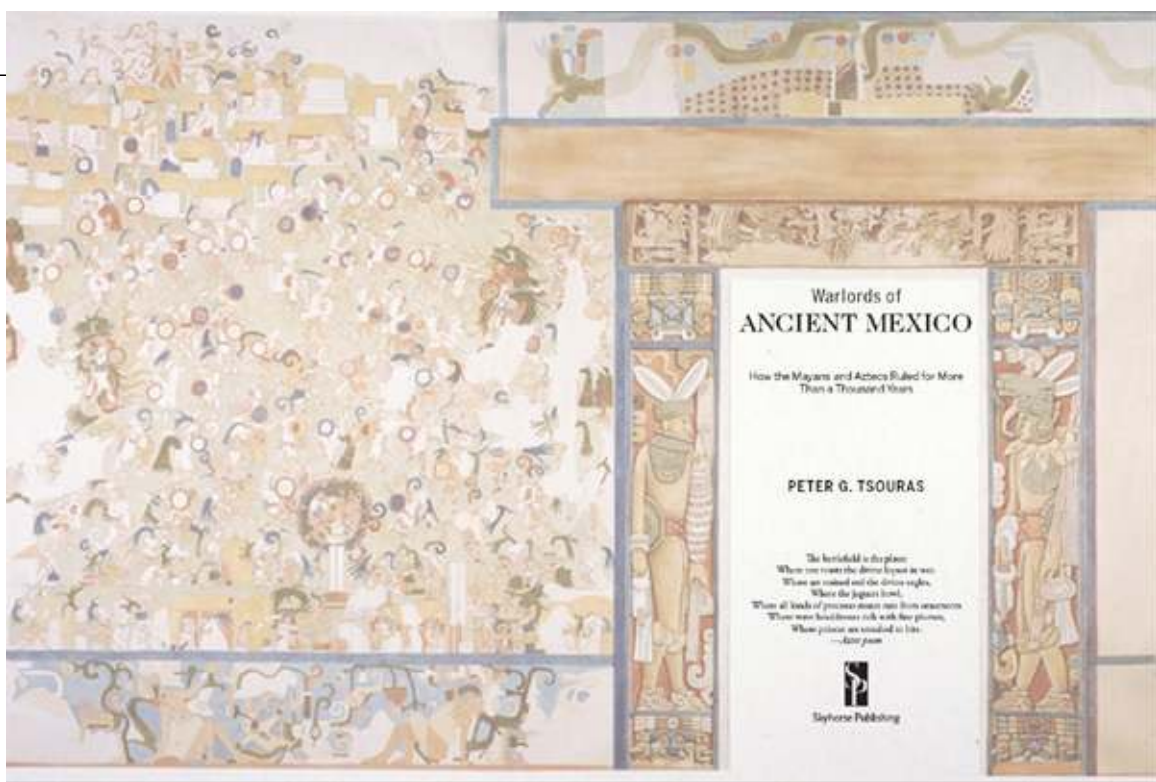 Warlords of
ANCIENT MEXICO
How the Mayans and Aztecs Ruled for More
Than a Thousand Years
PETER G. TSOURAS
The battlefield is the place:
Where one toasts the divine liquor in war,
Where are stained red the divine eagles,
Where the jaguars howl,
Where all kinds of precious stones rain from ornaments
Where wave headdresses rich with fine plumes,
Where princes are smashed to bits.
—Aztec poem
Skyhorse Publishing